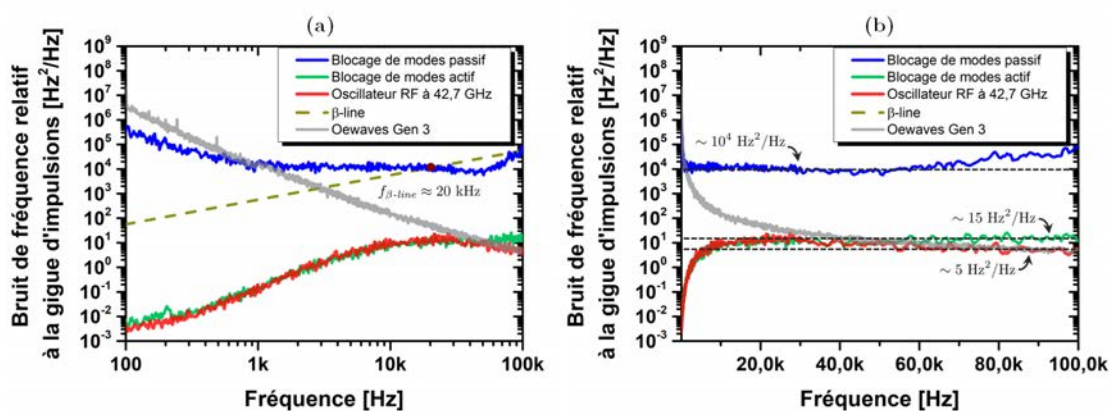 (a)
Bruit de fréquence relatif
à la gigue d'impulsions [Hz²/Hz]
10⁹
10⁸
10⁷
10⁶
10⁵
10⁴
10³
10²
10¹
10⁰
10⁻¹
10⁻²
10⁻³
Blocage de modes passif
Blocage de modes actif
Oscillateur RF à 42,7 GHz
β-line
Oewaves Gen 3
f_β-line ≈ 20 kHz
100
1k
10k
100k
Fréquence [Hz]
(b)
Bruit de fréquence relatif
à la gigue d'impulsions [Hz²/Hz]
10⁹
10⁸
10⁷
10⁶
10⁵
10⁴
10³
10²
10¹
10⁰
10⁻¹
10⁻²
10⁻³
Blocage de modes passif
Blocage de modes actif
Oscillateur RF à 42,7 GHz
β-line
Oewaves Gen 3
~ 10⁴ Hz²/Hz
~ 15 Hz²/Hz
~ 5 Hz²/Hz
20,0k
40,0k
60,0k
80,0k
100,0k
Fréquence [Hz]